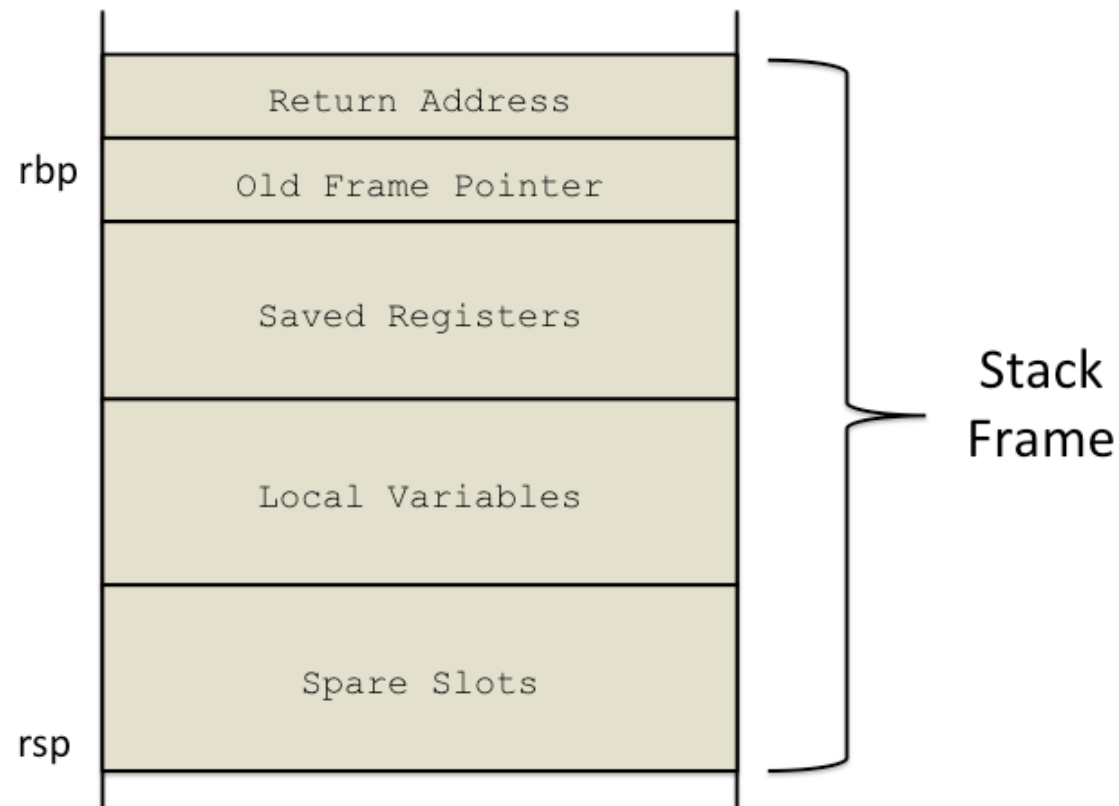 Return Address
rbp
Old Frame Pointer
Saved Registers
Stack
Frame
Local Variables
Spare Slots
rsp